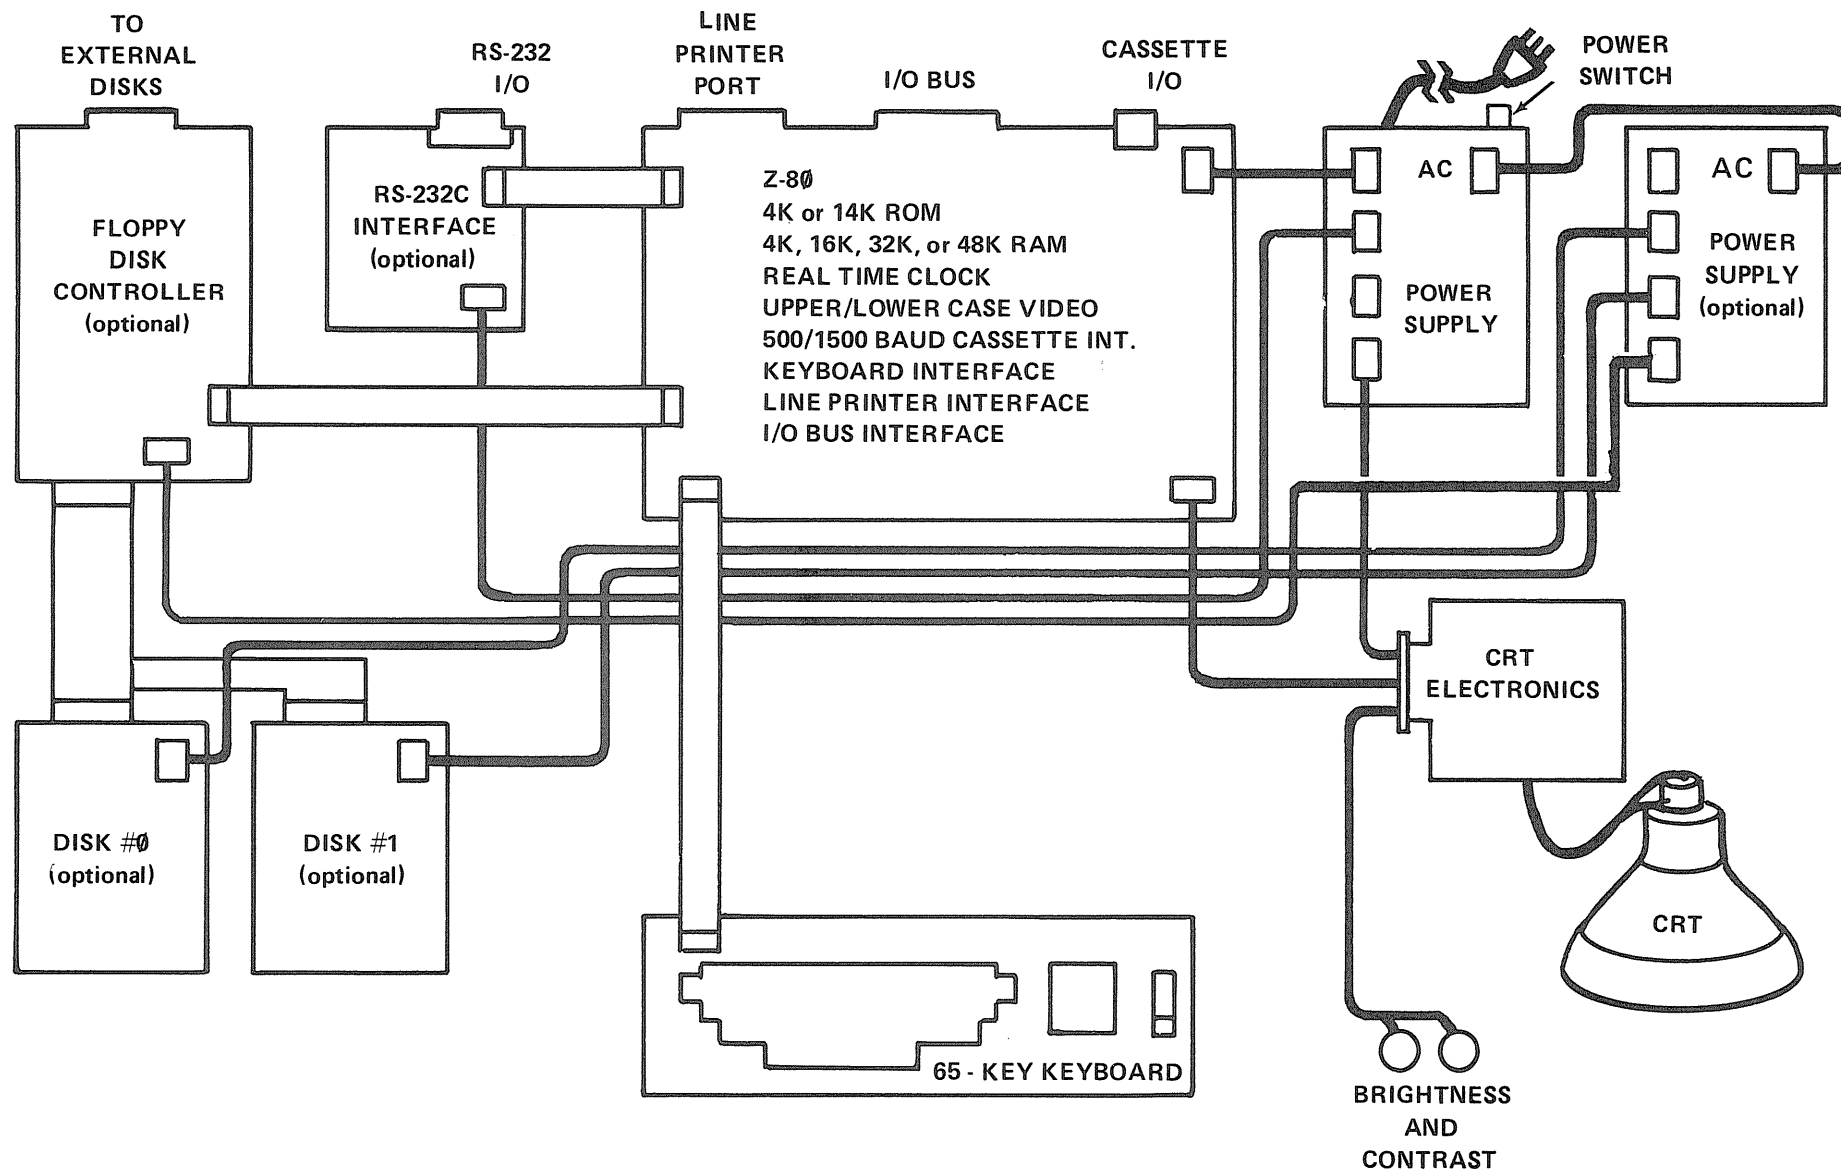 TO
EXTERNAL
DISKS
RS-232
I/O
LINE
PRINTER
PORT
I/O BUS
CASSETTE
I/O
POWER
SWITCH
FLOPPY
DISK
CONTROLLER
(optional)
RS-232C
INTERFACE
(optional)
Z-80
4K or 14K ROM
4K, 16K, 32K, or 48K RAM
REAL TIME CLOCK
UPPER/LOWER CASE VIDEO
500/1500 BAUD CASSETTE INT.
KEYBOARD INTERFACE
LINE PRINTER INTERFACE
I/O BUS INTERFACE
AC
POWER
SUPPLY
AC
POWER
SUPPLY
(optional)
CRT
ELECTRONICS
DISK #0
(optional)
DISK #1
(optional)
CRT
65 - KEY KEYBOARD
BRIGHTNESS
AND
CONTRAST